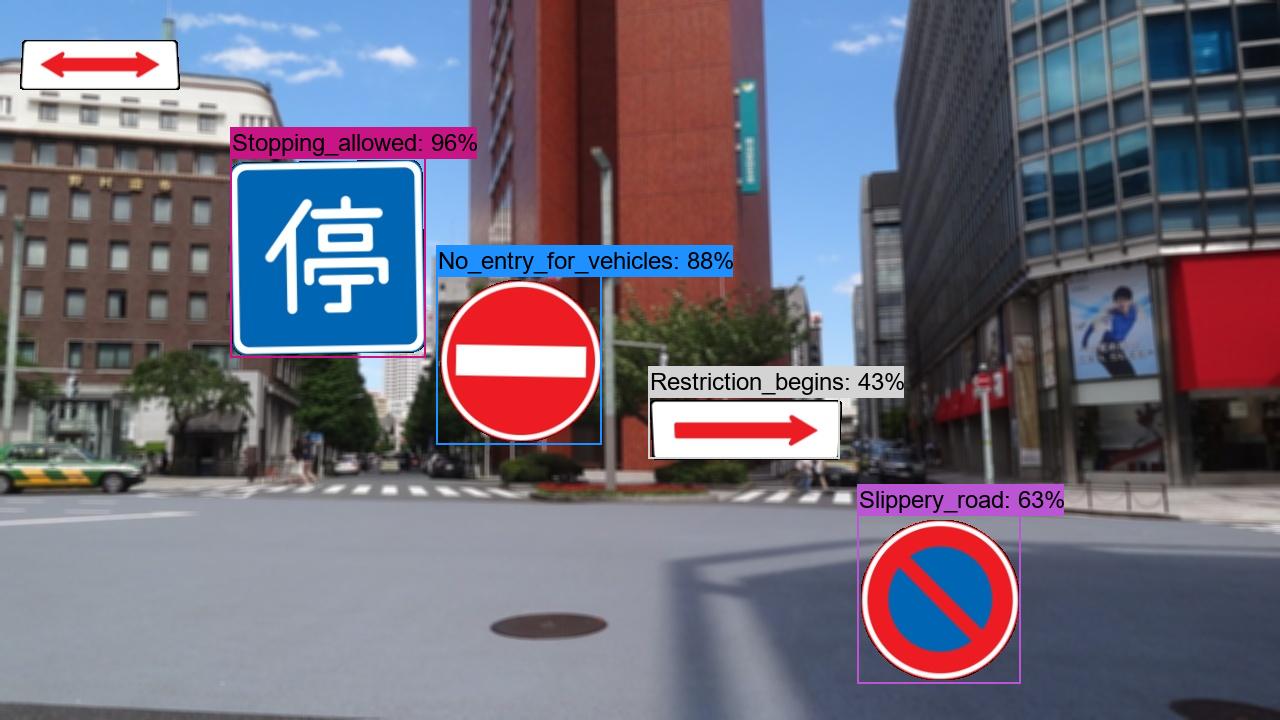 Stopping_allowed: 96%
停
No_entry_for_vehicles: 88%
Restriction_begins: 43%
Slippery_road: 63%